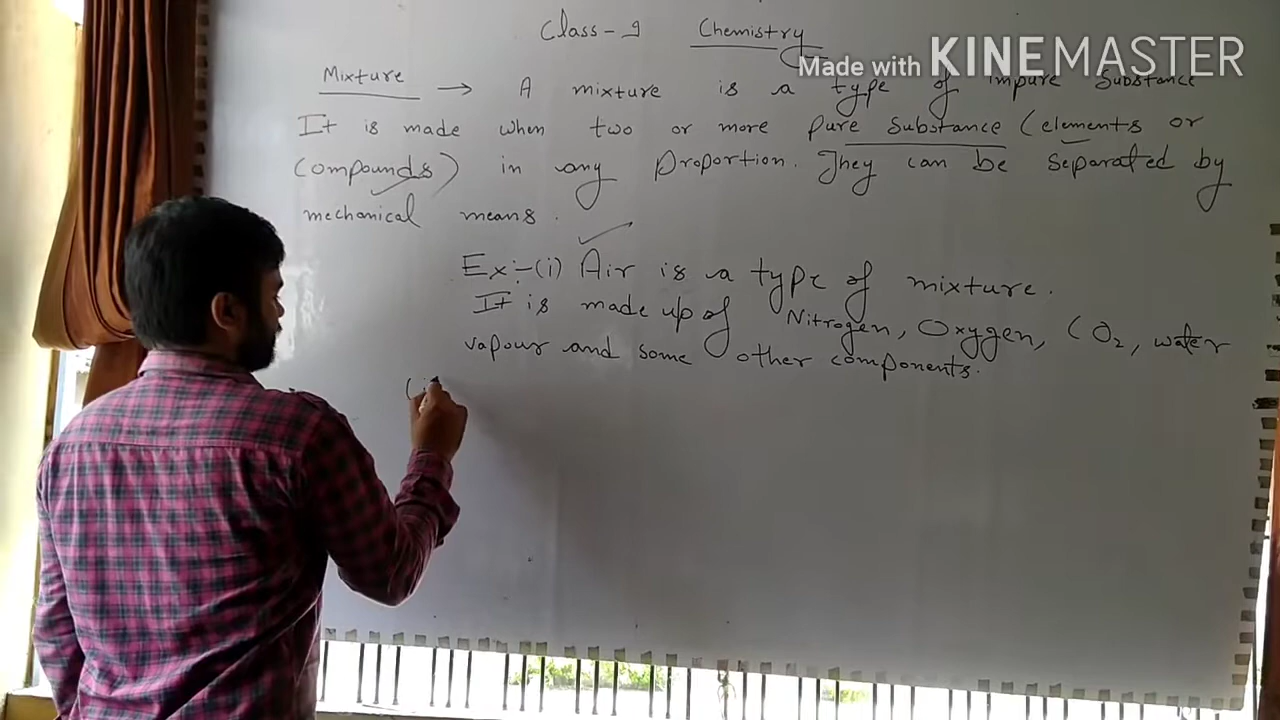 Class - 9 Chemistry
Made with KINEMASTER
Mixture → A mixture is a type of impure substance
It is made when two or more pure substance (elements or
compounds) in any proportion. They can be separated by
mechanical means.
Ex:- (i) Air is a type of mixture.
It is made up of Nitrogen, Oxygen, CO₂, water
vapour and some other components.
(i